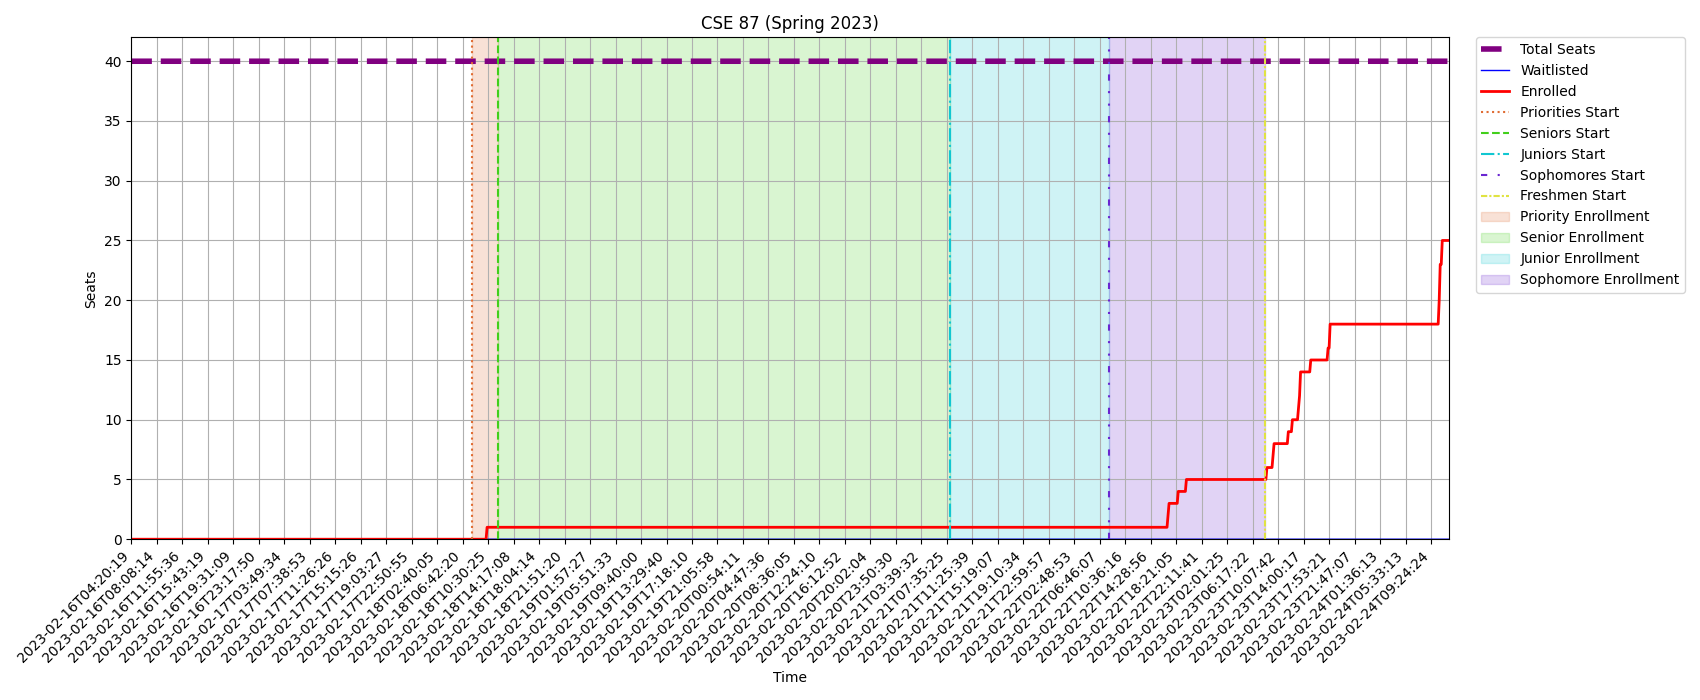 CSE 87 (Spring 2023)
Seats
40
35
30
25
20
15
10
5
0
2023-02-16T04:20:19
2023-02-16T08:08:14
2023-02-16T11:55:36
2023-02-16T15:43:19
2023-02-16T19:31:09
2023-02-16T23:17:50
2023-02-17T03:49:34
2023-02-17T07:38:53
2023-02-17T11:26:26
2023-02-17T15:15:26
2023-02-17T19:03:27
2023-02-17T22:50:55
2023-02-18T02:40:05
2023-02-18T06:42:20
2023-02-18T10:30:25
2023-02-18T14:17:08
2023-02-18T18:04:14
2023-02-18T21:51:20
2023-02-19T01:57:27
2023-02-19T05:51:33
2023-02-19T09:40:00
2023-02-19T13:29:40
2023-02-19T17:18:10
2023-02-19T21:05:58
2023-02-20T00:54:11
2023-02-20T04:47:36
2023-02-20T08:36:05
2023-02-20T12:24:10
2023-02-20T16:12:52
2023-02-20T20:02:04
2023-02-20T23:50:30
2023-02-21T03:39:32
2023-02-21T07:35:25
2023-02-21T11:25:39
2023-02-21T15:19:07
2023-02-21T19:10:34
2023-02-21T22:59:57
2023-02-22T02:48:53
2023-02-22T06:46:07
2023-02-22T10:36:16
2023-02-22T14:28:56
2023-02-22T18:21:05
2023-02-22T22:11:41
2023-02-23T02:01:25
2023-02-23T06:17:22
2023-02-23T10:07:42
2023-02-23T14:00:17
2023-02-23T17:53:21
2023-02-23T21:47:07
2023-02-24T01:36:13
2023-02-24T05:33:13
2023-02-24T09:24:24
Time
Total Seats
Waitlisted
Enrolled
Priorities Start
Seniors Start
Juniors Start
Sophomores Start
Freshmen Start
Priority Enrollment
Senior Enrollment
Junior Enrollment
Sophomore Enrollment